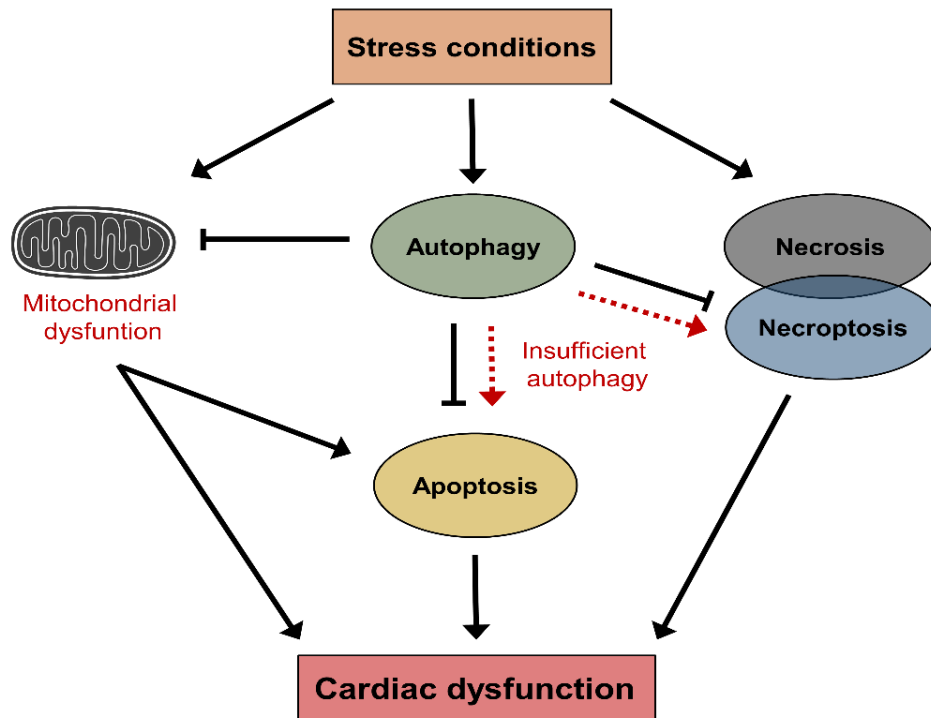 Stress conditions
Autophagy
Necrosis
Mitochondrial
dysfuntion
Necroptosis
Insufficient
autophagy
Apoptosis
Cardiac dysfunction